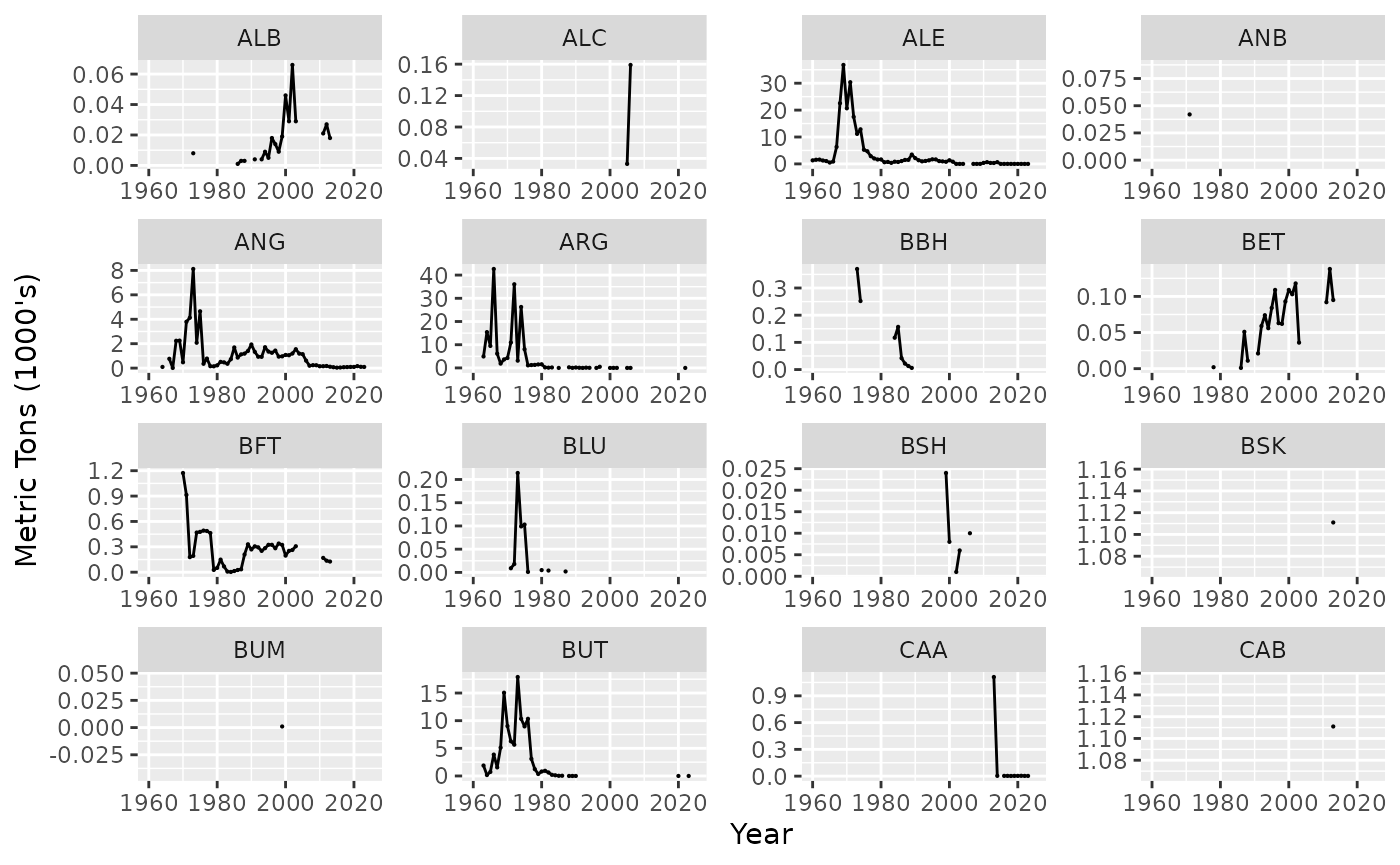 ALB ALC ALE ANB
0.06 0.04 0.02 0.00
0.16 0.12 0.08 0.04
30 20 10 0
0.075 0.050 0.025 0.000
1960 1980 2000 2020 1960 1980 2000 2020 1960 1980 2000 2020 1960 1980 2000 2020
ANG ARG BBH BET
8 6 4 2 0
40 30 20 10 0
0.3 0.2 0.1 0.0
0.10 0.05 0.00
1960 1980 2000 2020 1960 1980 2000 2020 1960 1980 2000 2020 1960 1980 2000 2020
Metric Tons (1000's)
BFT BLU BSH BSK
1.2 0.9 0.6 0.3 0.0
0.20 0.15 0.10 0.05 0.00
0.025 0.020 0.015 0.010 0.005 0.000
1.16 1.14 1.12 1.10 1.08
1960 1980 2000 2020 1960 1980 2000 2020 1960 1980 2000 2020 1960 1980 2000 2020
BUM BUT CAA CAB
0.050 0.025 0.000 -0.025
15 10 5 0
0.9 0.6 0.3 0.0
1.16 1.14 1.12 1.10 1.08
1960 1980 2000 2020 1960 1980 2000 2020 1960 1980 2000 2020 1960 1980 2000 2020
Year